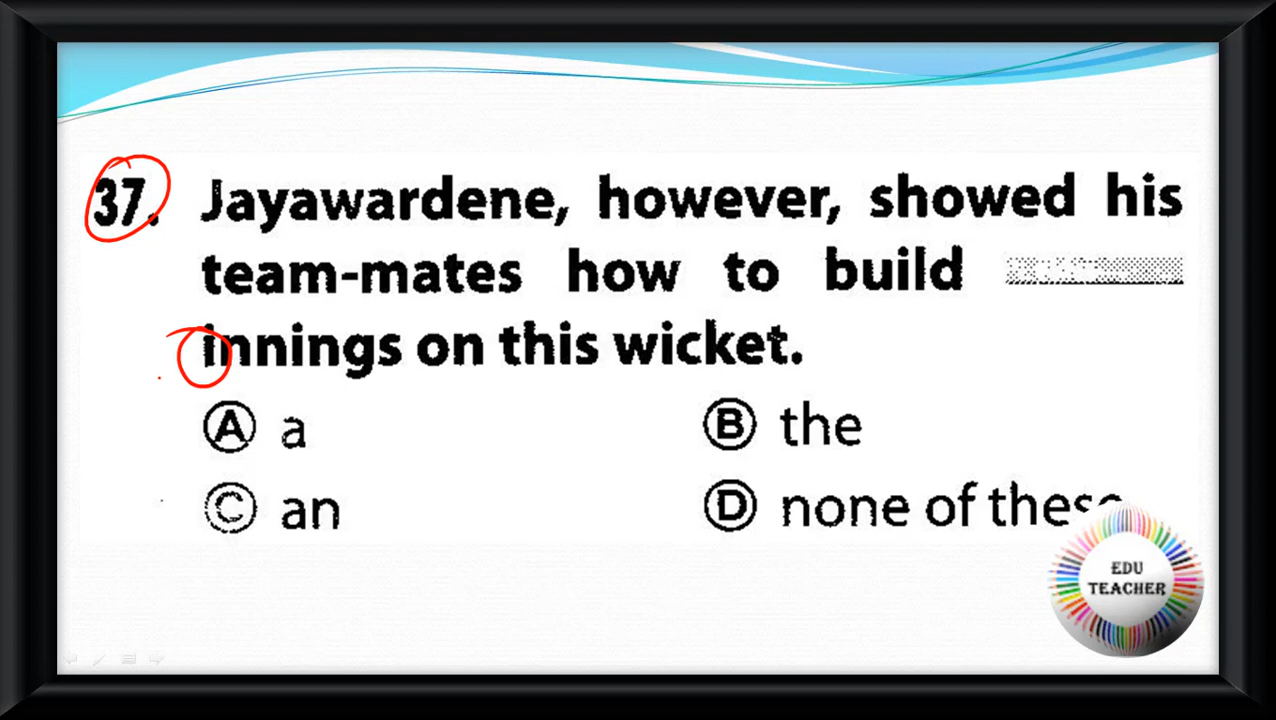 37. Jayawardene, however, showed his
team-mates how to build
innings on this wicket.
Ⓐ a Ⓑ the
Ⓒ an Ⓓ none of these
EDU
TEACHER